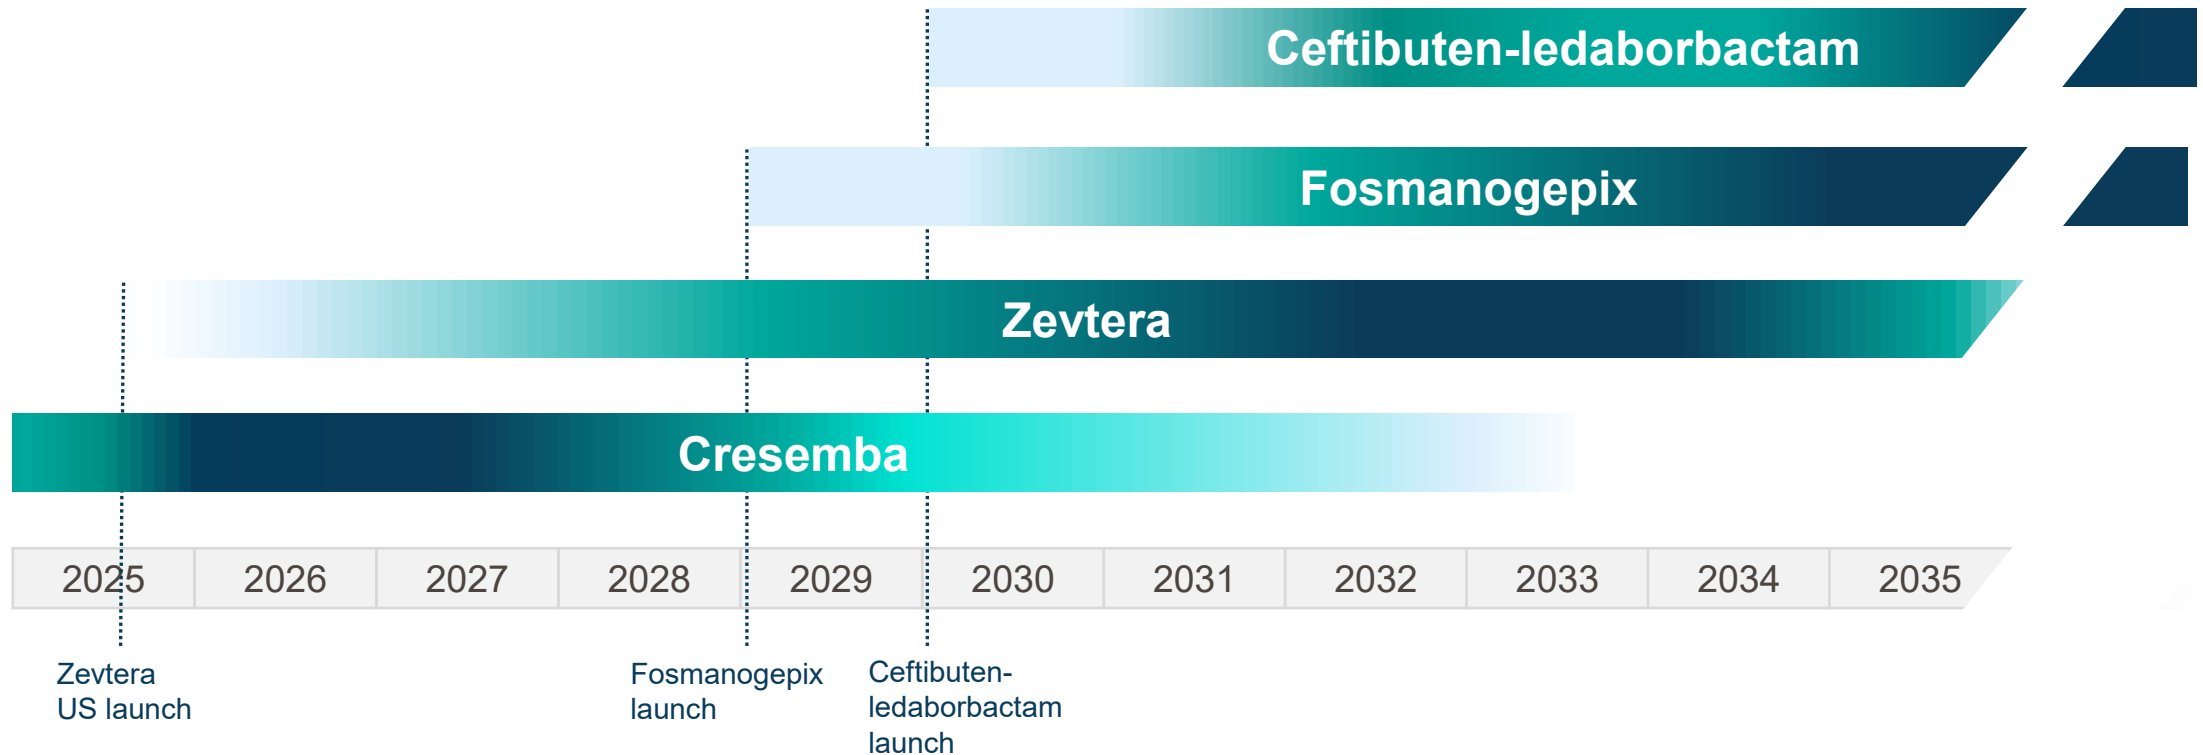 Ceftibuten-ledaborbactam
Fosmanogepix
Zevtera
Cresemba
2025 2026 2027 2028 2029 2030 2031 2032 2033 2034 2035
Zevtera
US launch
Fosmanogepix
launch
Ceftibuten-
ledaborbactam
launch